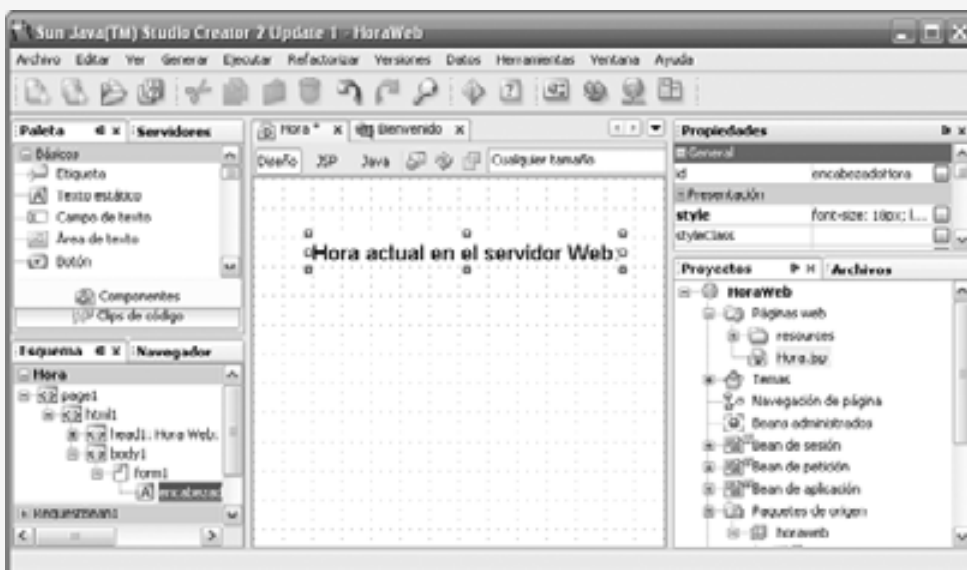 Sun Java(TM) Studio Creator 2 Update 1 - HoraWeb
Archivo Editar Ver Generar Ejecutar Refactorizar Versiones Datos Herramientas Ventana Ayuda
Paleta Servidores
Básicos
Etiqueta
Texto estático
Campo de texto
Área de texto
Botón
Componentes
Clips de código
Esquema Navegador
Hora
page1
html1
head1: Hora Web:
body1
form1
encabezad
RequestBean1
Hora * Bienvenido
Diseño JSP Java Cualquier tamaño
Hora actual en el servidor Web:
Propiedades
General
id encabezadoHora
Presentación
style font-size: 18px; l...
styleClass
Proyectos Archivos
HoraWeb
Páginas web
resources
Hora.jsp
Temas
Navegación de página
Beans administrados
Bean de sesión
Bean de petición
Bean de aplicación
Paquetes de origen
horaweb